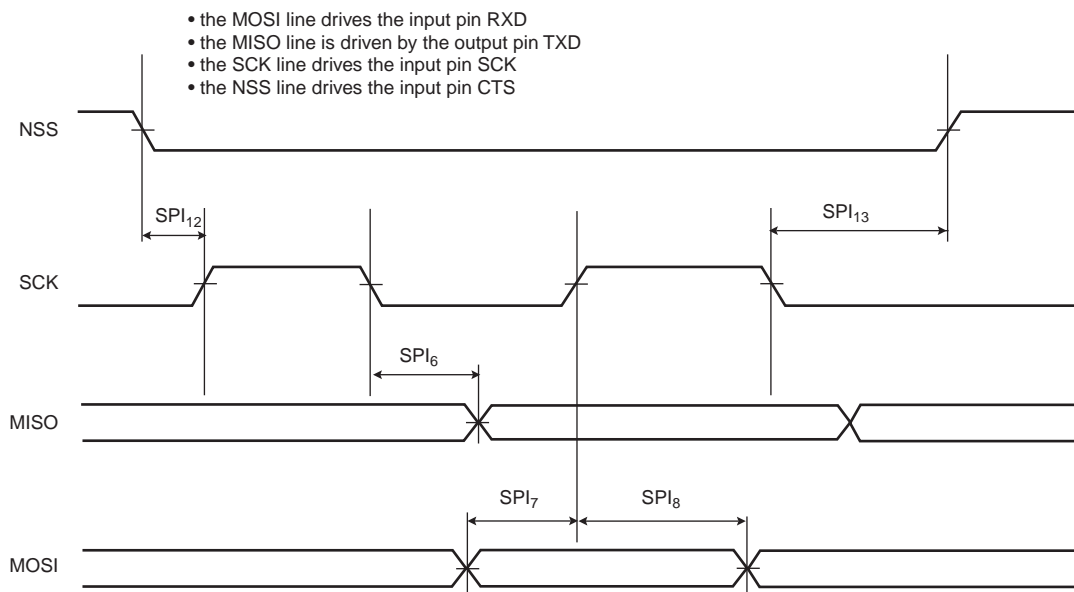 • the MOSI line drives the input pin RXD
• the MISO line is driven by the output pin TXD
• the SCK line drives the input pin SCK
• the NSS line drives the input pin CTS
NSS
SPI12
SPI13
SCK
SPI6
MISO
SPI7
SPI8
MOSI